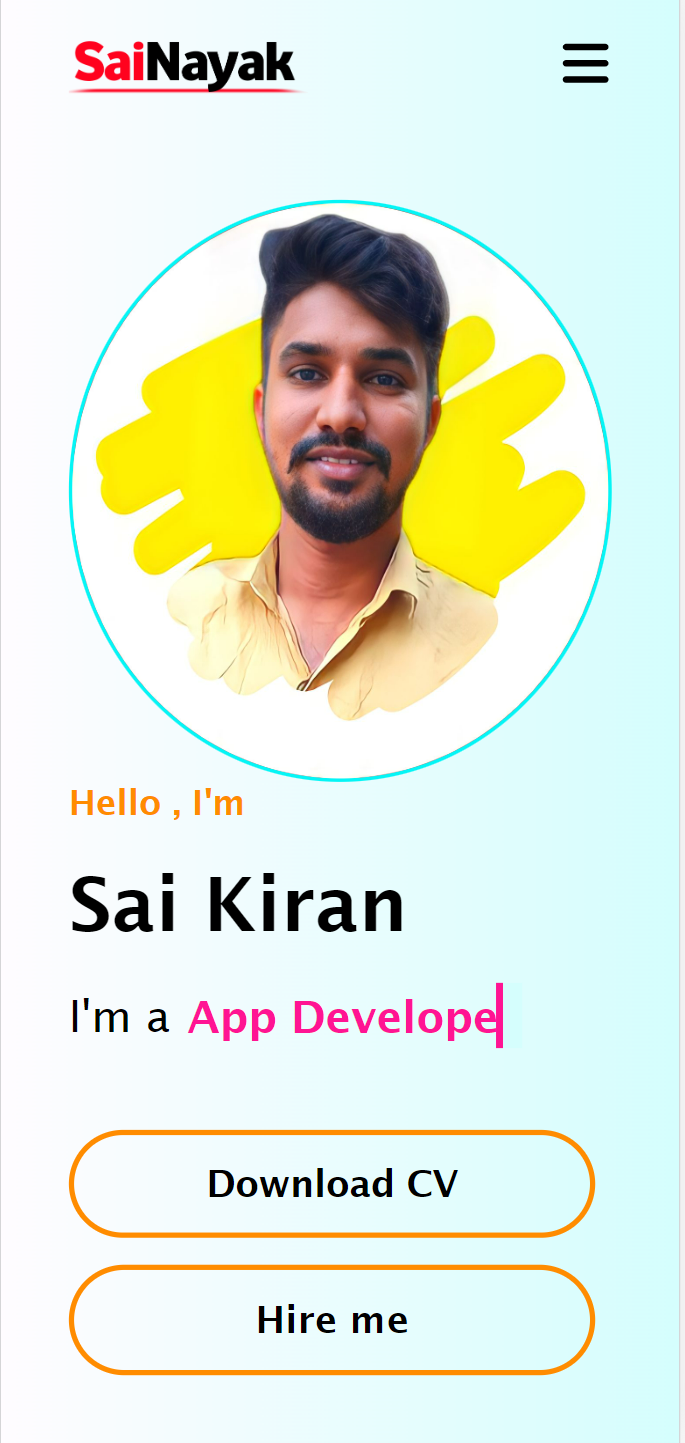 SaiNayak
Hello , I'm
Sai Kiran
I'm a App Develope
Download CV
Hire me